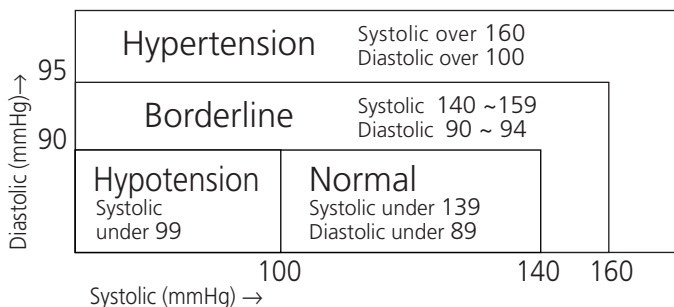 Hypertension
Systolic over 160
Diastolic over 100
95
Borderline
Systolic 140 ~159
Diastolic 90 ~ 94
90
Hypotension
Systolic
under 99
Normal
Systolic under 139
Diastolic under 89
Diastolic (mmHg)→
100
140
160
Systolic (mmHg) →